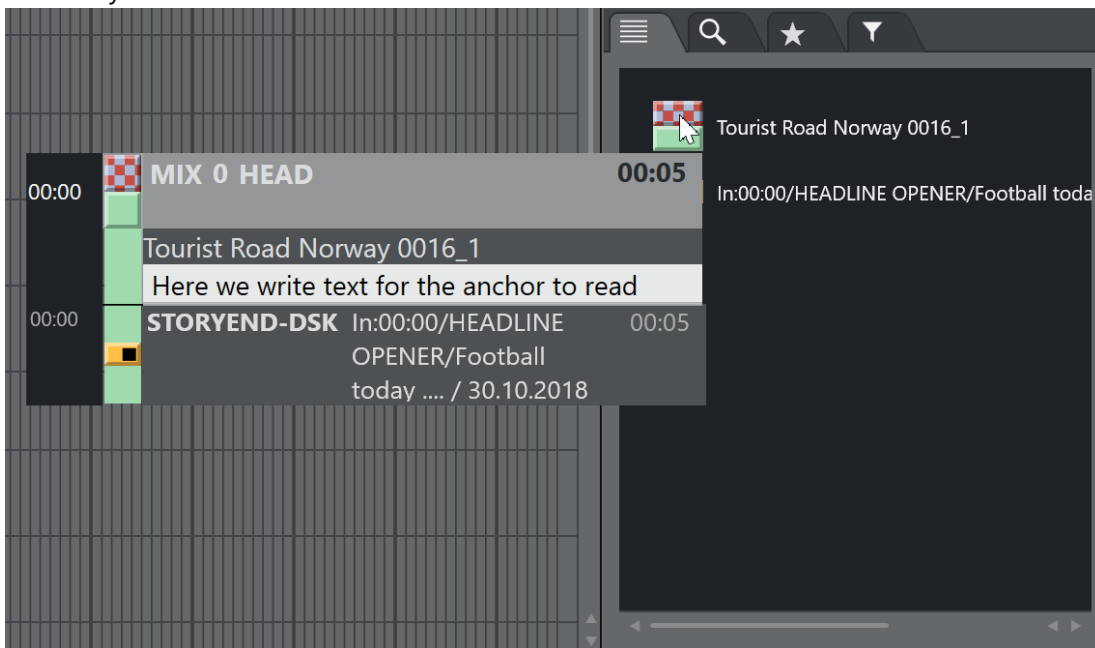 Tourist Road Norway 0016_1
In:00:00/HEADLINE OPENER/Football toda
00:00 MIX 0 HEAD 00:05
Tourist Road Norway 0016_1
Here we write text for the anchor to read
00:00 STORYEND-DSK In:00:00/HEADLINE 00:05
OPENER/Football
today .... / 30.10.2018